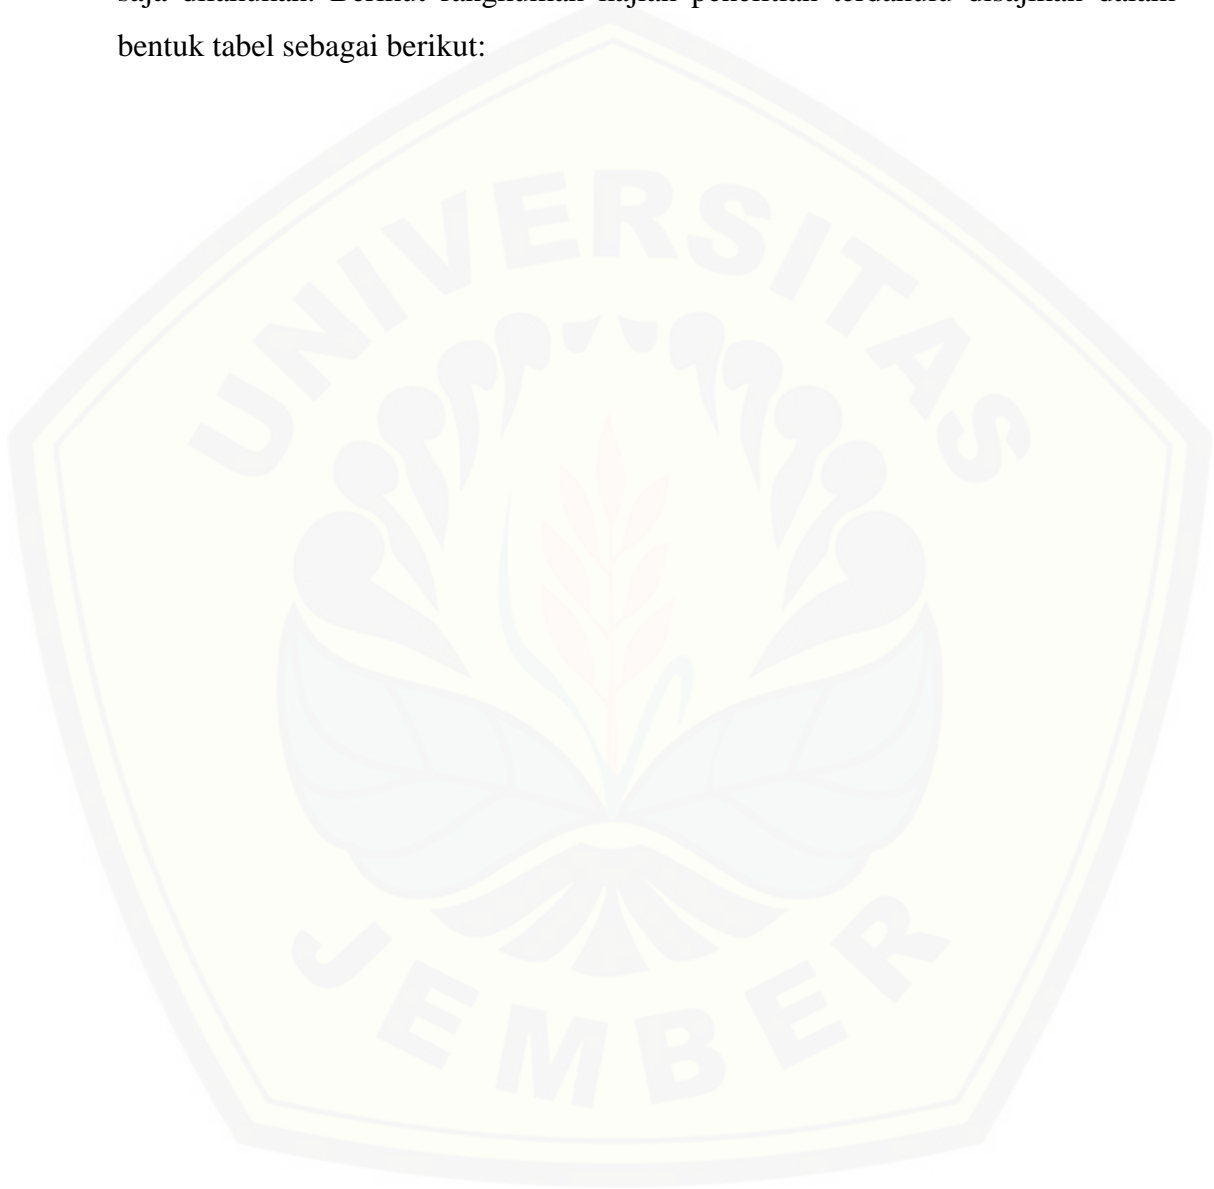 saja dilakukan. Berikut rangkuman kajian penelitian terdahulu disajikan dalam
bentuk tabel sebagai berikut:
UNIVERSITAS
JEMBER